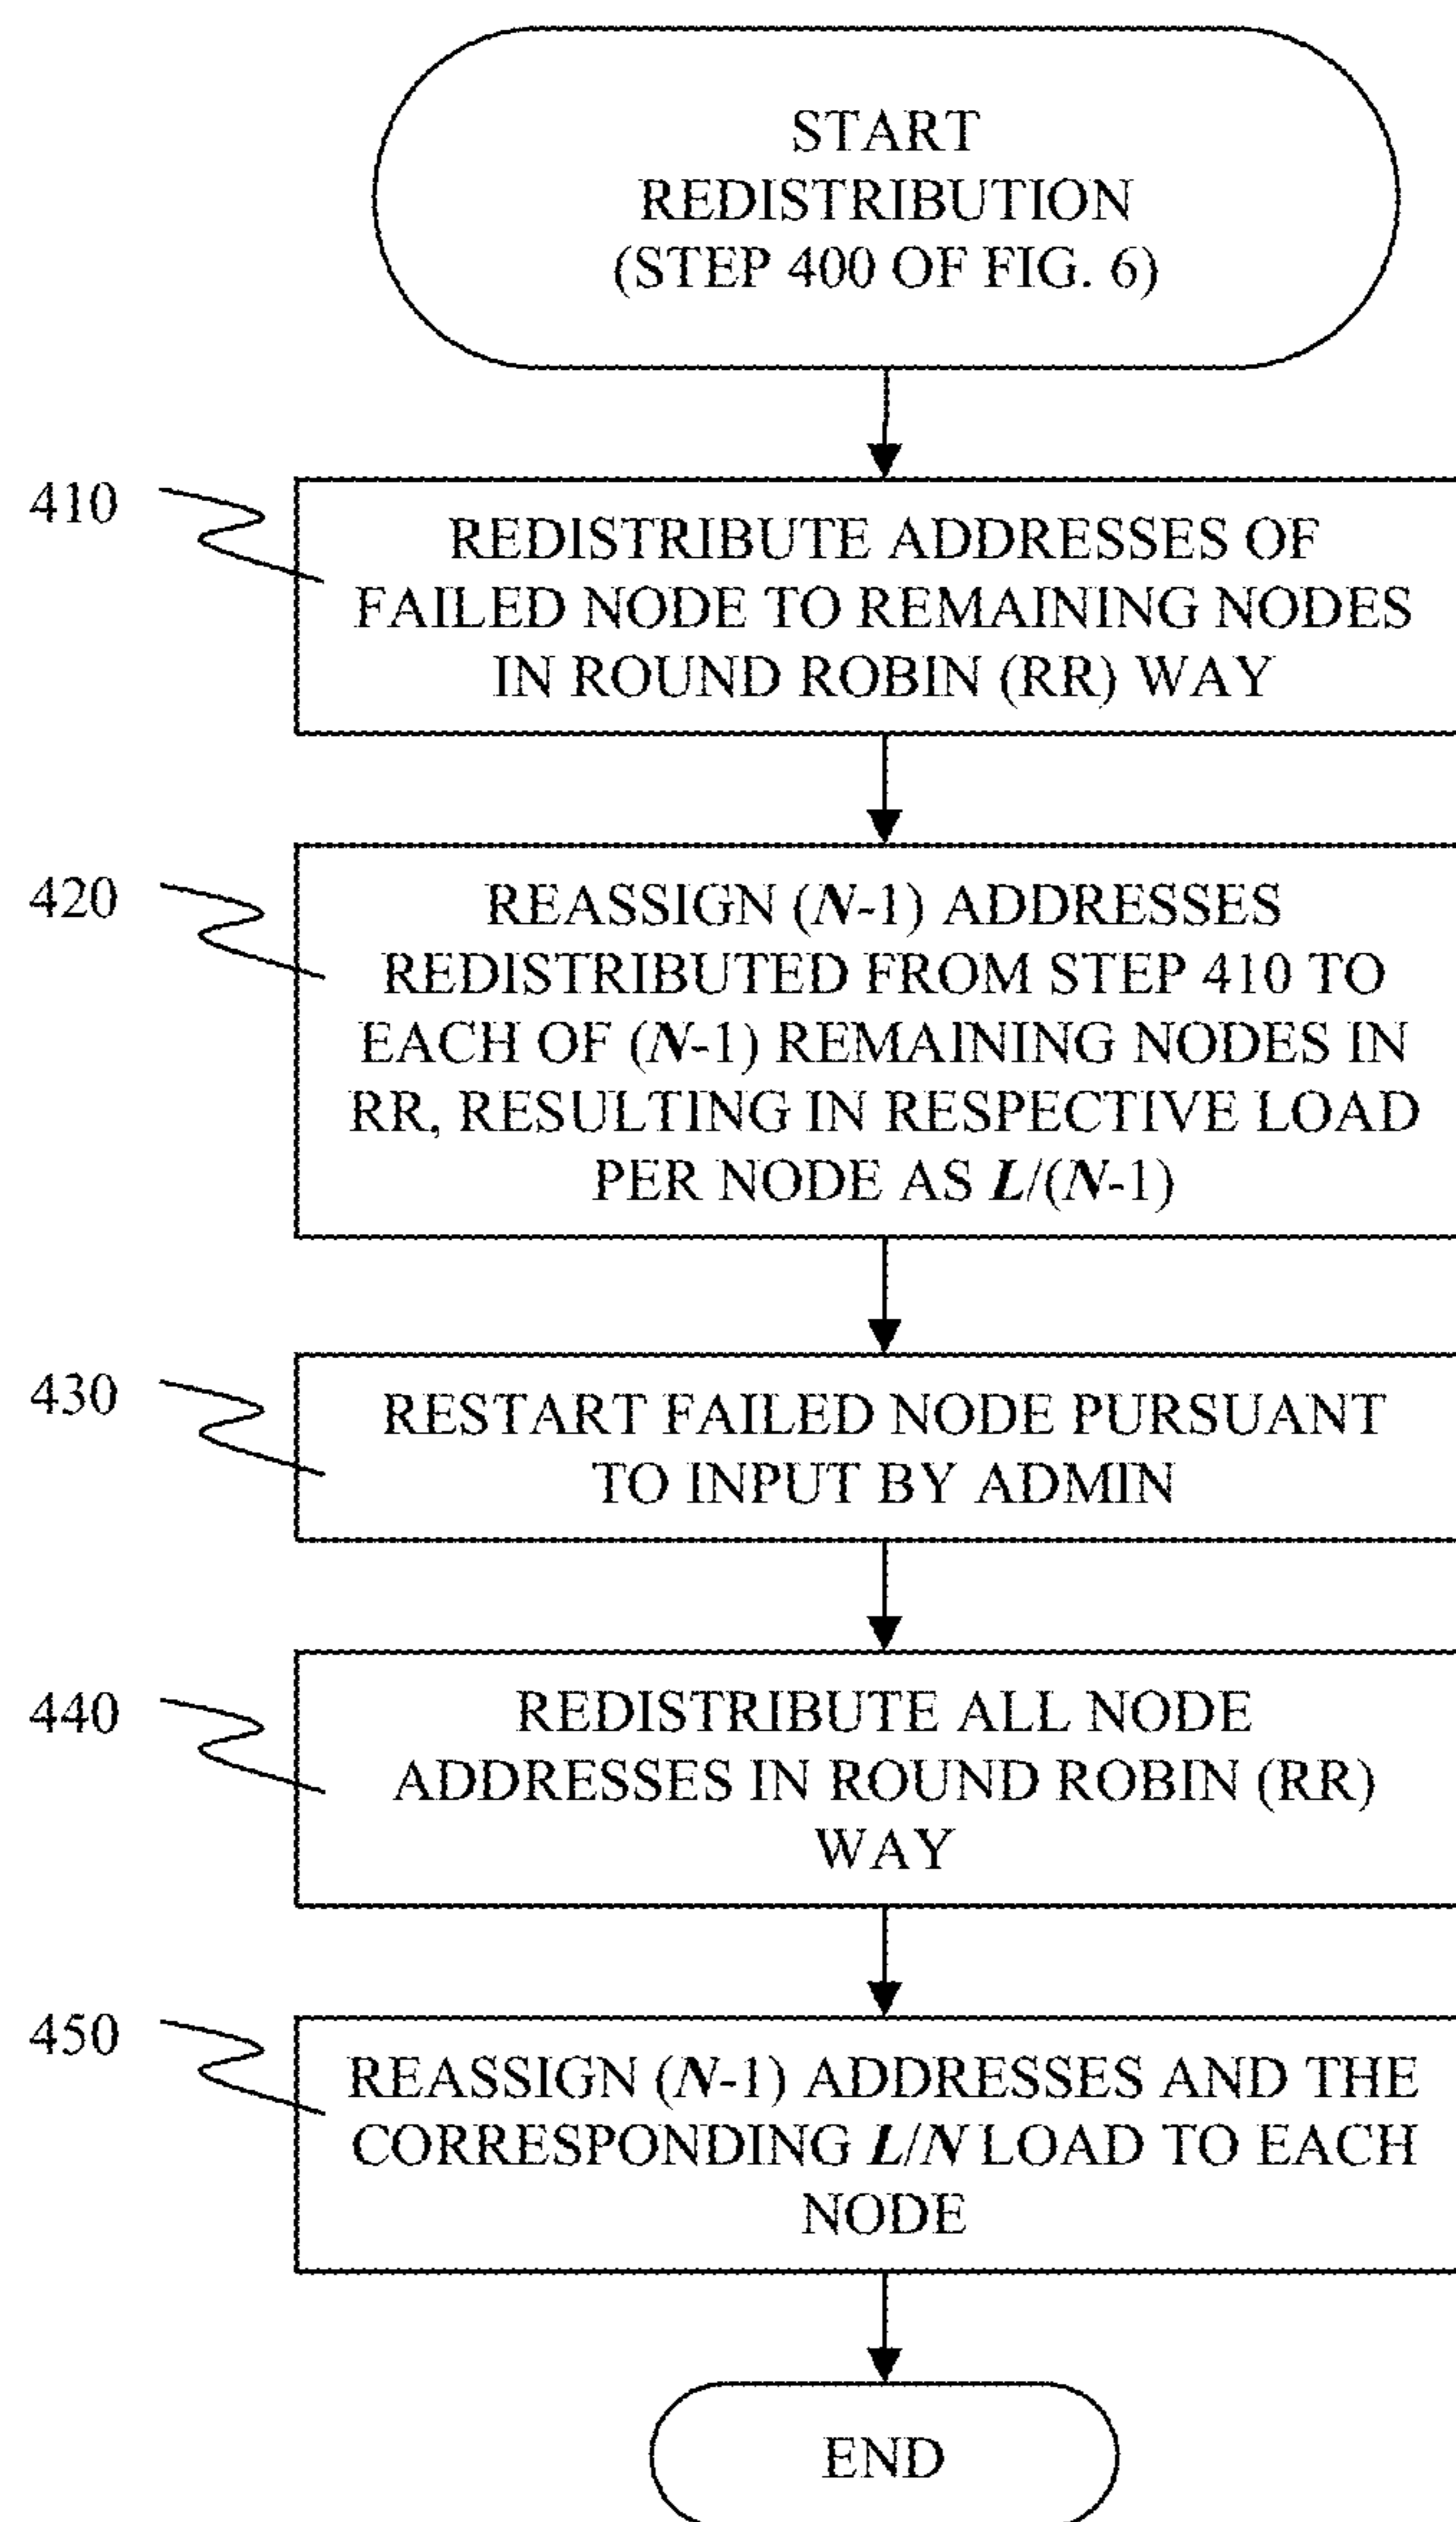 START
REDISTRIBUTION
(STEP 400 OF FIG. 6)
410
REDISTRIBUTE ADDRESSES OF
FAILED NODE TO REMAINING NODES
IN ROUND ROBIN (RR) WAY
420
REASSIGN (N-1) ADDRESSES
REDISTRIBUTED FROM STEP 410 TO
EACH OF (N-1) REMAINING NODES IN
RR, RESULTING IN RESPECTIVE LOAD
PER NODE AS L/(N-1)
430
RESTART FAILED NODE PURSUANT
TO INPUT BY ADMIN
440
REDISTRIBUTE ALL NODE
ADDRESSES IN ROUND ROBIN (RR)
WAY
450
REASSIGN (N-1) ADDRESSES AND THE
CORRESPONDING L/N LOAD TO EACH
NODE
END